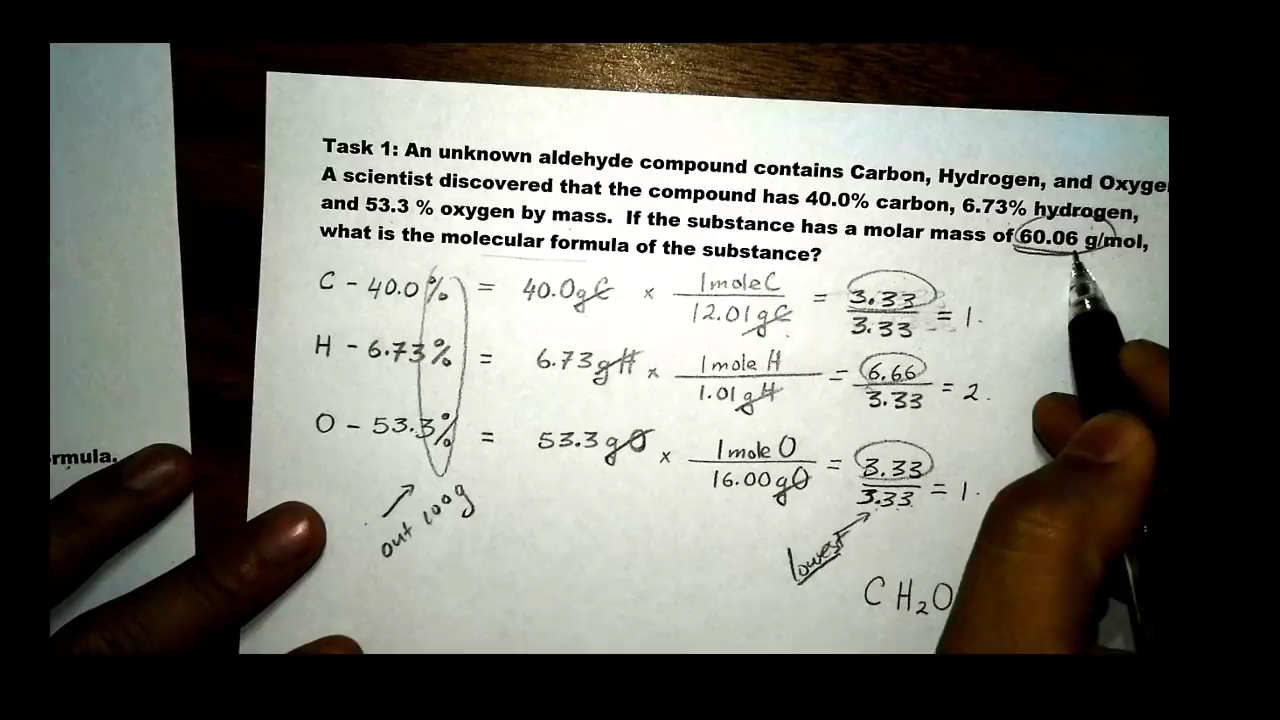 Task 1: An unknown aldehyde compound contains Carbon, Hydrogen, and Oxyge
A scientist discovered that the compound has 40.0% carbon, 6.73% hydrogen,
and 53.3 % oxygen by mass. If the substance has a molar mass of 60.06 g/mol,
what is the molecular formula of the substance?
C - 40.0% = 40.0gC x 1moleC / 12.01gC = 3.33 / 3.33 = 1.
H - 6.73% = 6.73gH x 1mole H / 1.01gH = 6.66 / 3.33 = 2.
O - 53.3% = 53.3gO x 1mole O / 16.00gO = 3.33 / 3.33 = 1.
rmula.
out 100g
lowest
CH₂O